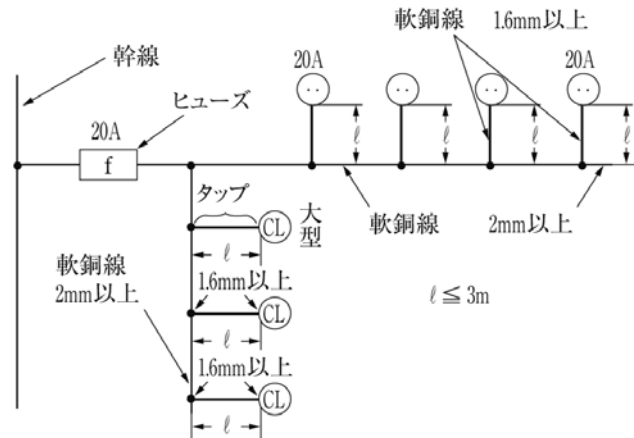 軟銅線
1.6mm以上
20A
20A
幹線
ヒューズ
20A
f
ℓ
ℓ
ℓ
ℓ
タップ
軟銅線
2mm以上
CL
大型
ℓ
軟銅線
2mm以上
1.6mm以上
CL
ℓ
ℓ ≦ 3m
1.6mm以上
CL
ℓ